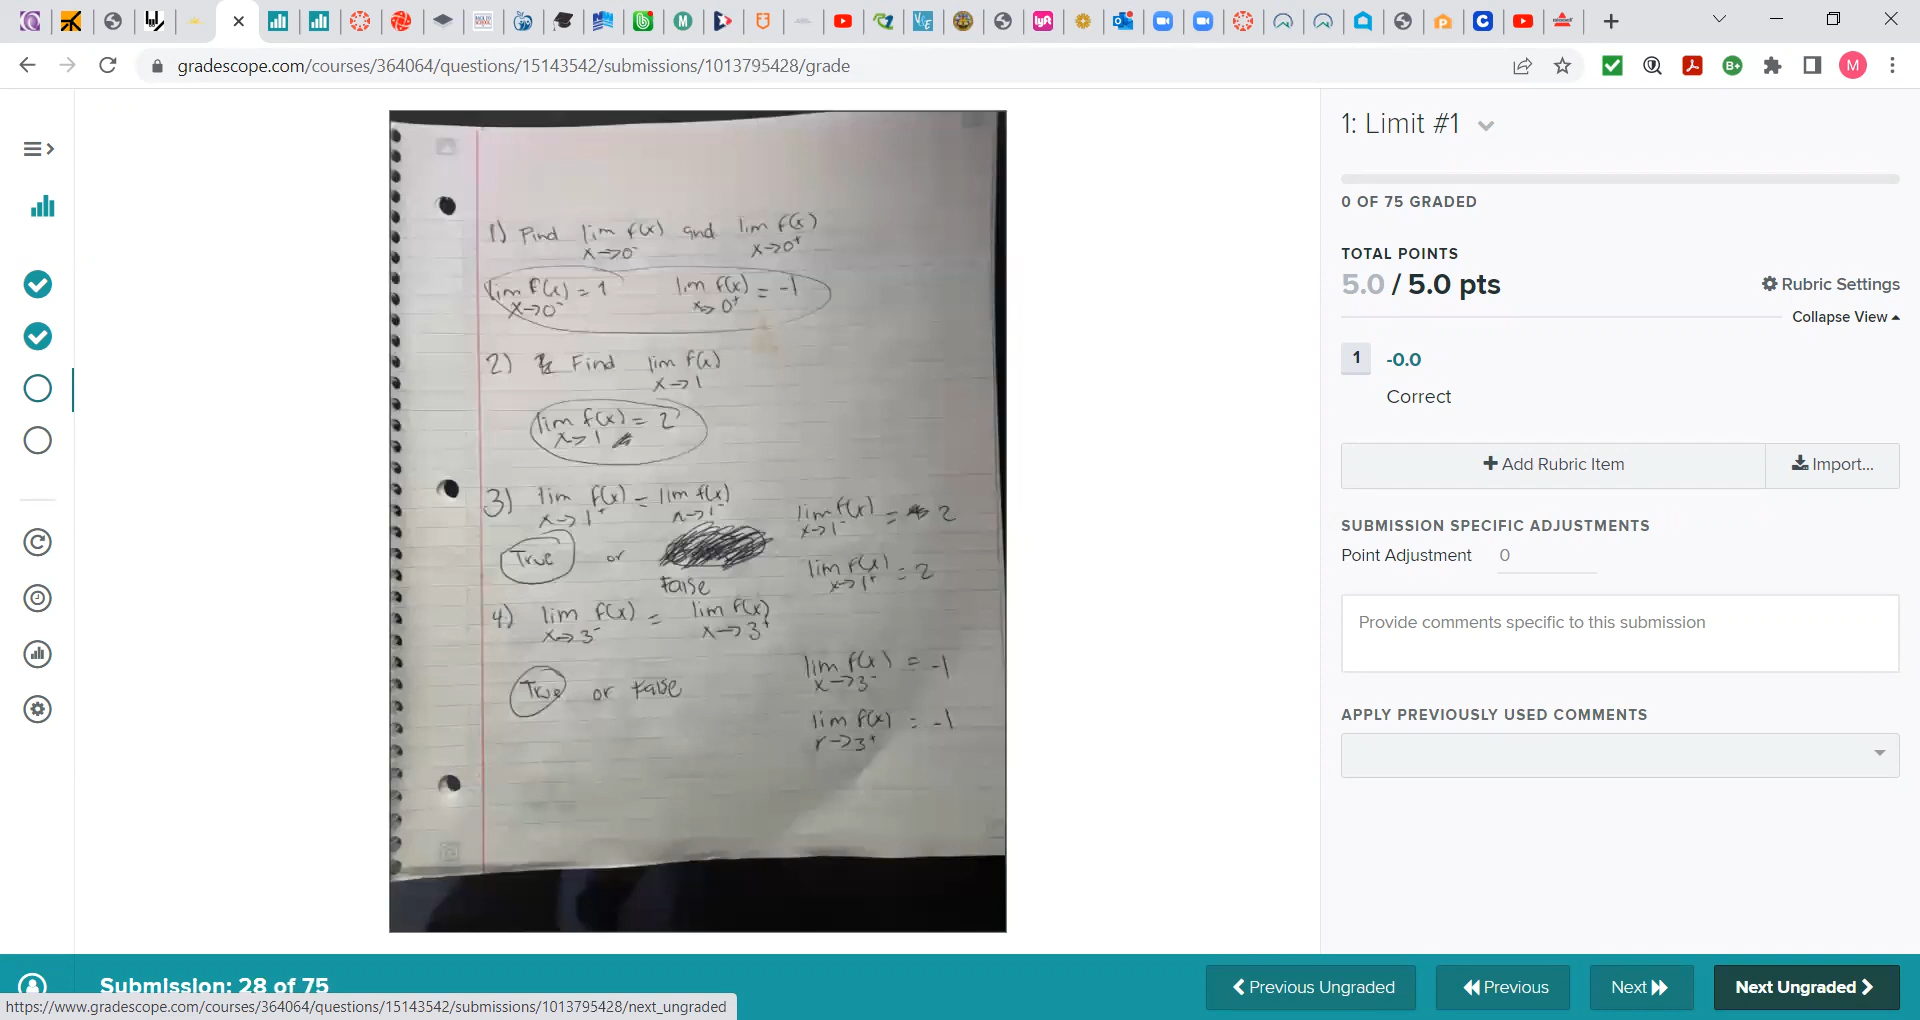 gradescope.com/courses/364064/questions/15143542/submissions/1013795428/grade
M
1) Find lim f(x) and lim f(x)
x→0⁻ x→0⁺
lim f(x) = 1 lim f(x) = -1
x→0⁻ x→0⁺
2) Find lim f(x)
x→1
lim f(x) = 2
x→1
3) lim f(x) = lim f(x)
x→1⁺ x→1⁻
lim f(x) = 2
x→1⁻
True or
False
lim f(x) = 2
x→1⁺
4) lim f(x) = lim f(x)
x→3⁻ x→3⁺
True or False
lim f(x) = -1
x→3⁻
lim f(x) = -1
x→3⁺
1: Limit #1
0 OF 75 GRADED
TOTAL POINTS
5.0 / 5.0 pts
Rubric Settings
Collapse View
1 -0.0
Correct
+ Add Rubric Item
Import...
SUBMISSION SPECIFIC ADJUSTMENTS
Point Adjustment 0
Provide comments specific to this submission
APPLY PREVIOUSLY USED COMMENTS
Submission: 28 of 75
Previous Ungraded
Previous
Next
Next Ungraded
https://www.gradescope.com/courses/364064/questions/15143542/submissions/1013795428/next_ungraded